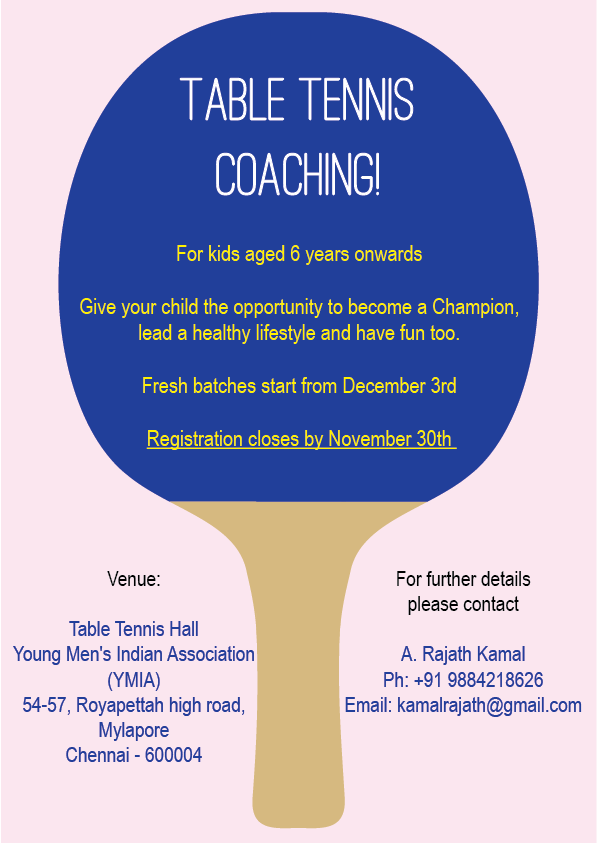 TABLE TENNIS
COACHING!
For kids aged 6 years onwards
Give your child the opportunity to become a Champion,
lead a healthy lifestyle and have fun too.
Fresh batches start from December 3rd
Registration closes by November 30th
Venue:
Table Tennis Hall
Young Men's Indian Association
(YMIA)
54-57, Royapettah high road,
Mylapore
Chennai - 600004
For further details
please contact
A. Rajath Kamal
Ph: +91 9884218626
Email: kamalrajath@gmail.com